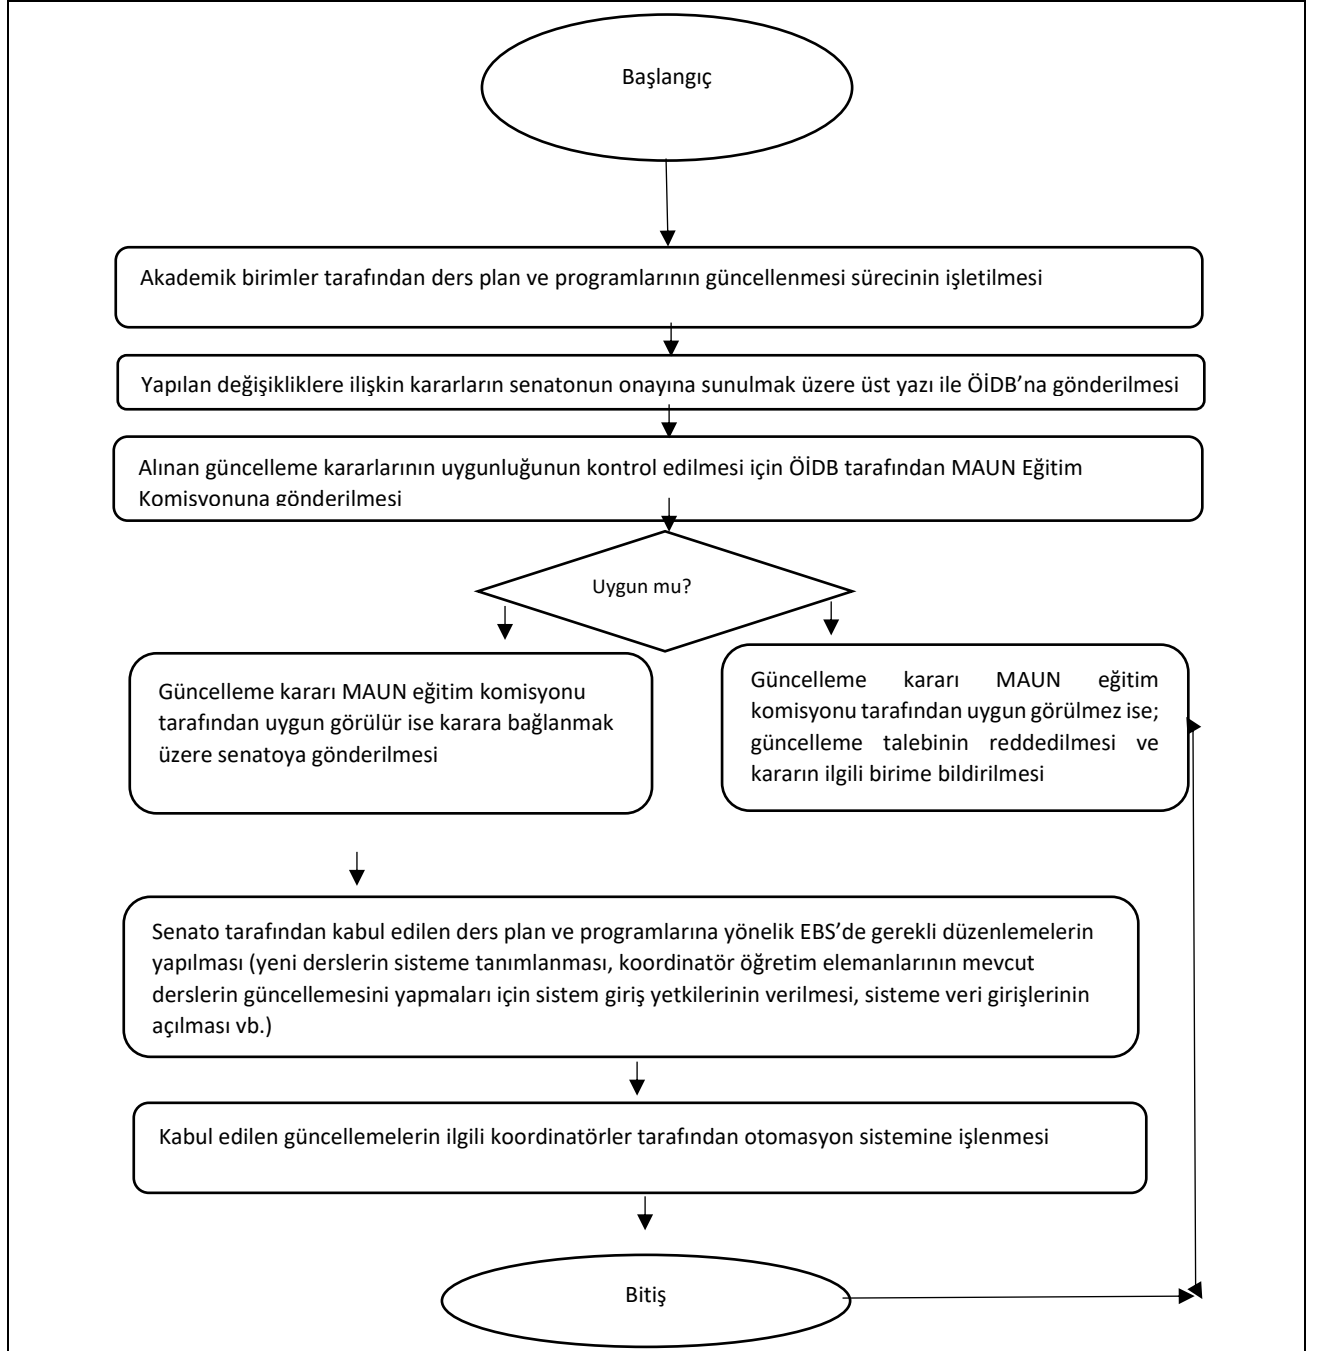 Başlangıç
Akademik birimler tarafından ders plan ve programlarının güncellenmesi sürecinin işletilmesi
Yapılan değişikliklere ilişkin kararların senatonun onayına sunulmak üzere üst yazı ile ÖİDB’na gönderilmesi
Alınan güncelleme kararlarının uygunluğunun kontrol edilmesi için ÖİDB tarafından MAUN Eğitim
Komisyonuna gönderilmesi
Uygun mu?
Güncelleme kararı MAUN eğitim komisyonu
tarafından uygun görülür ise karara bağlanmak
üzere senatoya gönderilmesi
Güncelleme kararı MAUN eğitim
komisyonu tarafından uygun görülmez ise;
güncelleme talebinin reddedilmesi ve
kararın ilgili birime bildirilmesi
Senato tarafından kabul edilen ders plan ve programlarına yönelik EBS’de gerekli düzenlemelerin
yapılması (yeni derslerin sisteme tanımlanması, koordinatör öğretim elemanlarının mevcut
derslerin güncellemesini yapmaları için sistem giriş yetkilerinin verilmesi, sisteme veri girişlerinin
açılması vb.)
Kabul edilen güncellemelerin ilgili koordinatörler tarafından otomasyon sistemine işlenmesi
Bitiş